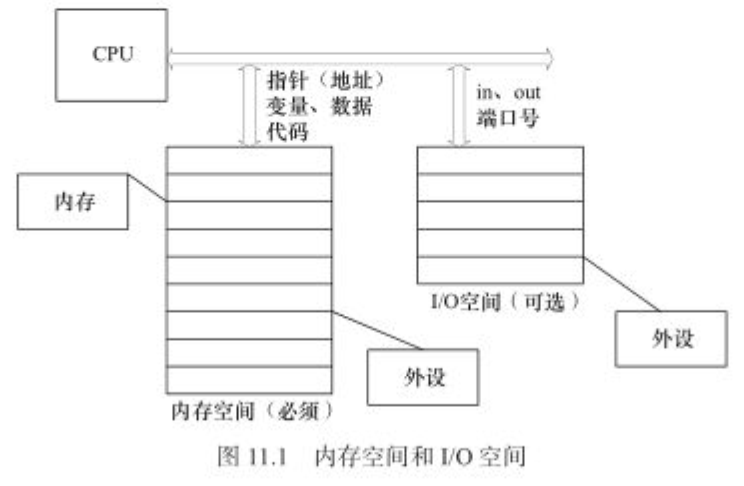 CPU
指针（地址）
变量、数据
代码
in、out
端口号
内存
I/O空间（可选）
外设
外设
内存空间（必须）
图 11.1 内存空间和 I/O 空间